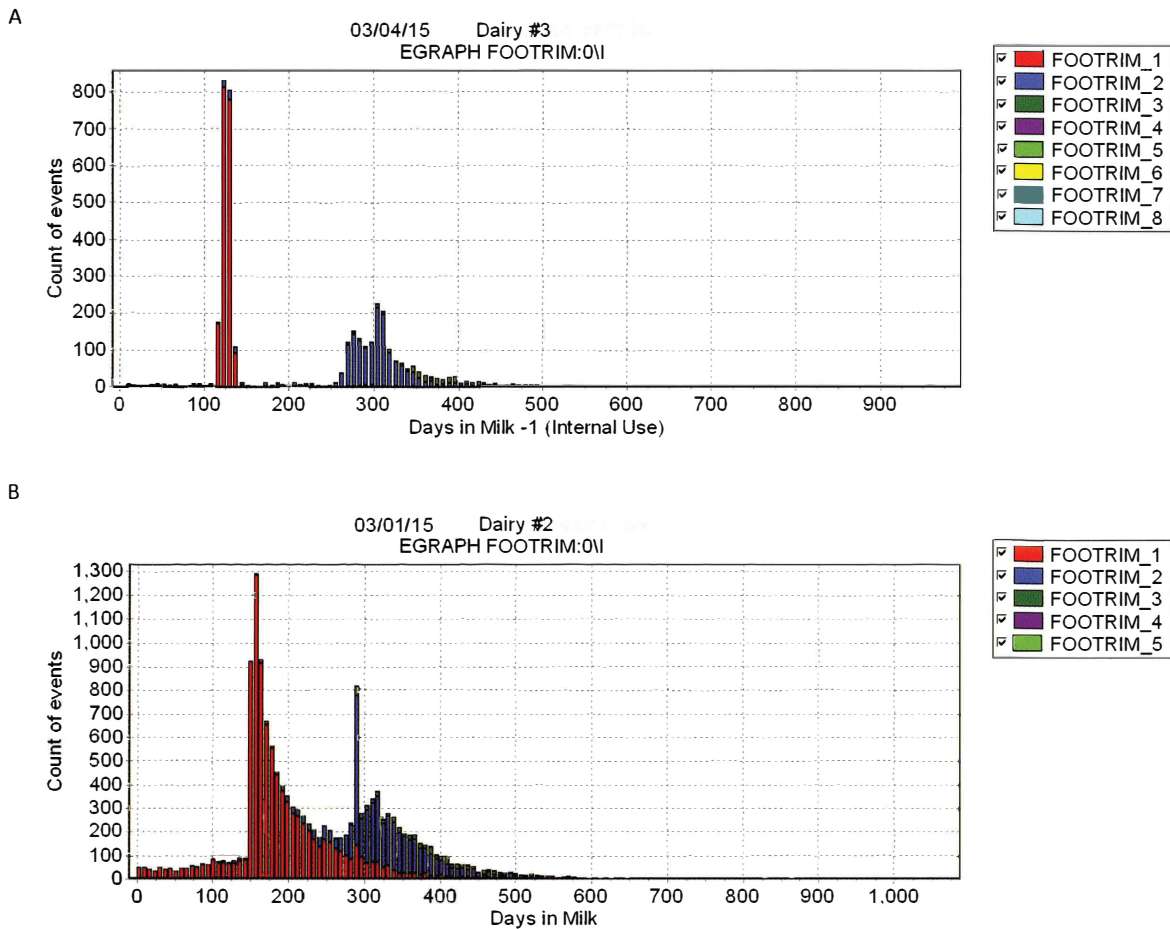 A
03/04/15 Dairy #3
EGRAPH FOOTRIM:0\I
800
700
600
500
400
300
200
100
0
Count of events
0 100 200 300 400 500 600 700 800 900
Days in Milk -1 (Internal Use)
FOOTRIM_1
FOOTRIM_2
FOOTRIM_3
FOOTRIM_4
FOOTRIM_5
FOOTRIM_6
FOOTRIM_7
FOOTRIM_8
B
03/01/15 Dairy #2
EGRAPH FOOTRIM:0\I
1,300
1,200
1,100
1,000
900
800
700
600
500
400
300
200
100
0
Count of events
0 100 200 300 400 500 600 700 800 900 1,000
Days in Milk
FOOTRIM_1
FOOTRIM_2
FOOTRIM_3
FOOTRIM_4
FOOTRIM_5